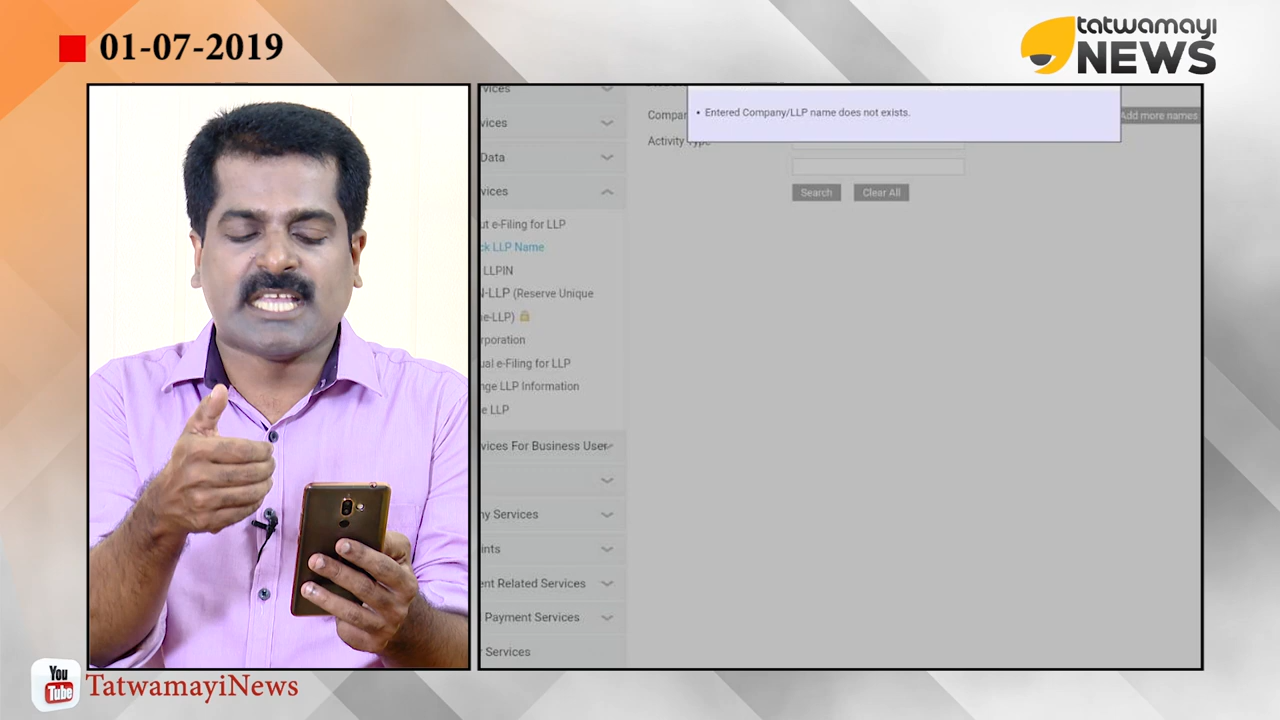 01-07-2019
tatwamayi
NEWS
vices
• Entered Company/LLP name does not exists.
Compar
Add more names
vices
Activity Type
Data
vices
Search
Clear All
ut e-Filing for LLP
ck LLP Name
LLPIN
N-LLP (Reserve Unique
e-LLP)
rporation
ual e-Filing for LLP
nge LLP Information
e LLP
vices For Business User
ny Services
ints
ent Related Services
Payment Services
Services
You
Tube
TatwamayiNews